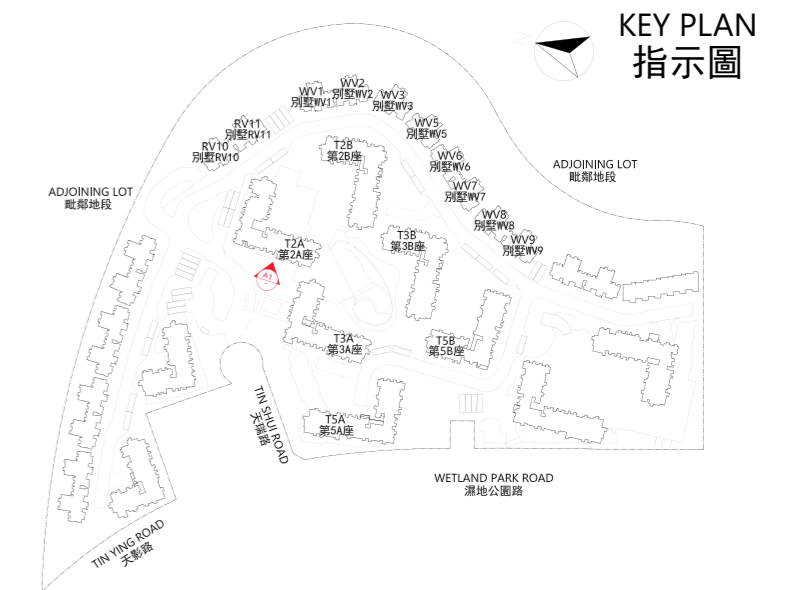 KEY PLAN
指示圖
WV1
別墅WV1
WV2
別墅WV2
WV3
別墅WV3
RV11
別墅RV11
RV10
別墅RV10
WV5
別墅WV5
T2B
第2B座
WV6
別墅WV6
ADJOINING LOT
毗鄰地段
WV7
別墅WV7
ADJOINING LOT
毗鄰地段
WV8
別墅WV8
T3B
第3B座
T2A
第2A座
WV9
別墅WV9
A1
T3A
第3A座
T5B
第5B座
TIN SHUI ROAD
天瑞路
T5A
第5A座
WETLAND PARK ROAD
濕地公園路
TIN YING ROAD
天影路